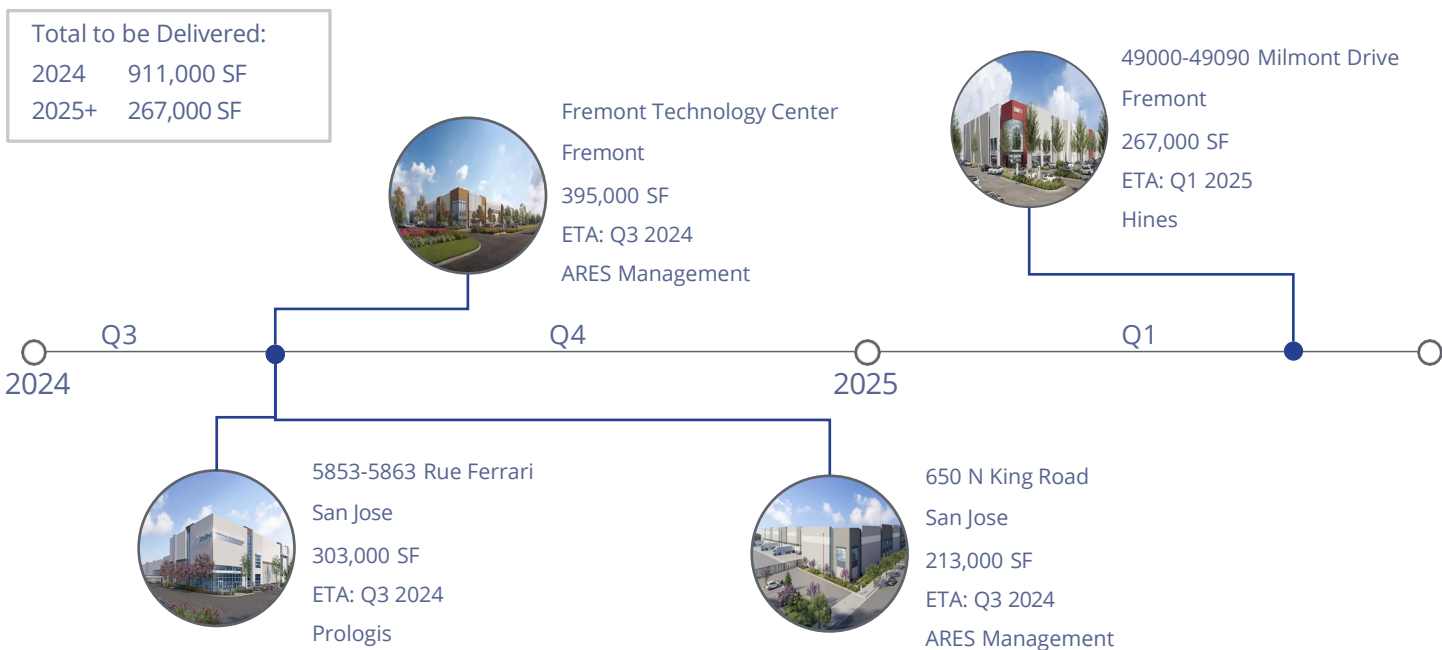 Total to be Delivered:
2024 911,000 SF
2025+ 267,000 SF
Fremont Technology Center
Fremont
395,000 SF
ETA: Q3 2024
ARES Management
49000-49090 Milmont Drive
Fremont
267,000 SF
ETA: Q1 2025
Hines
Q3
Q4
Q1
2024
2025
5853-5863 Rue Ferrari
San Jose
303,000 SF
ETA: Q3 2024
Prologis
650 N King Road
San Jose
213,000 SF
ETA: Q3 2024
ARES Management